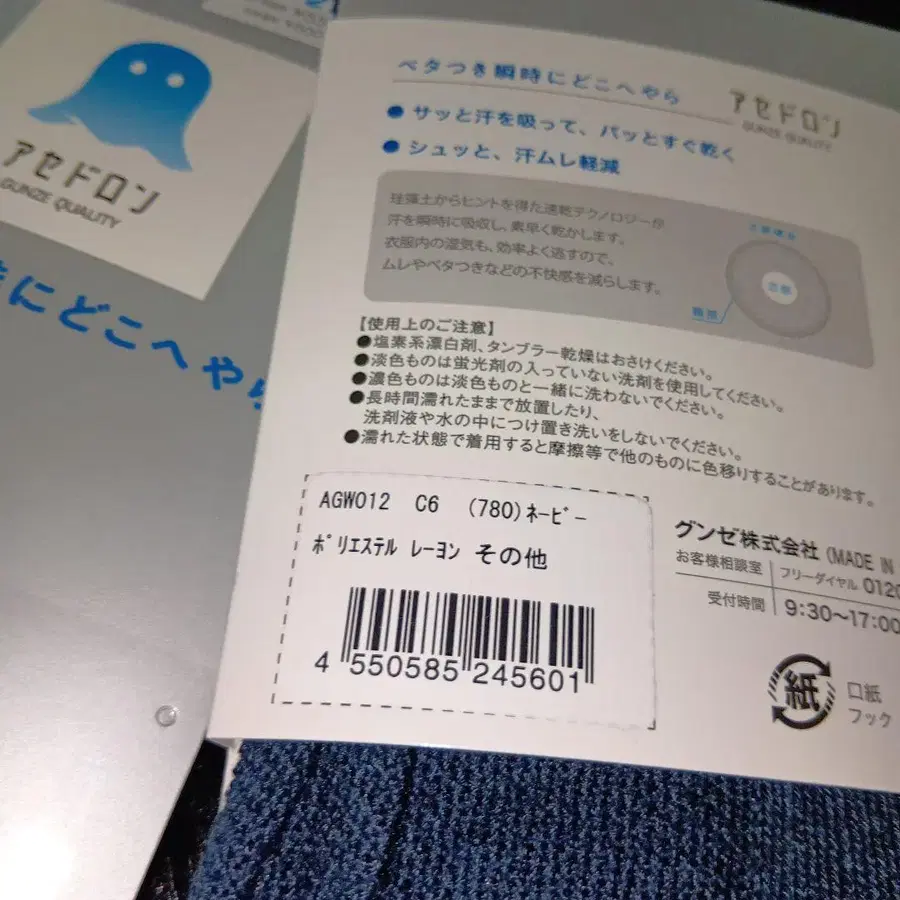 アセドロン
GUNZE QUALITY
にどこへやら
ベタつき瞬時にどこへやら
アセドロン
GUNZE QUALITY
● サッと汗を吸って、パッとすぐ乾く
● シュッと、汗ムレ軽減
珪藻土からヒントを得た速乾テクノロジーが
汗を瞬時に吸収し、素早く乾かします。
衣服内の湿気も、効率よく逃すので、
ムレやベタつきなどの不快感を減らします。
【使用上のご注意】
●塩素系漂白剤、タンブラー乾燥はおさけください。
●淡色ものは蛍光剤の入っていない洗剤を使用してください。
●濃色ものは淡色ものと一緒に洗わないでください。
●長時間濡れたままで放置したり、
洗剤液や水の中につけ置き洗いをしないでください。
●濡れた状態で着用すると摩擦等で他のものに色移りすることがあります。
AGW012 C6 (780)ネービー
ポリエステル レーヨン その他
4 550585 245601
グンゼ株式会社 (MADE IN
お客様相談室 フリーダイヤル 0120
受付時間 9:30〜17:00
紙
口紙
フック